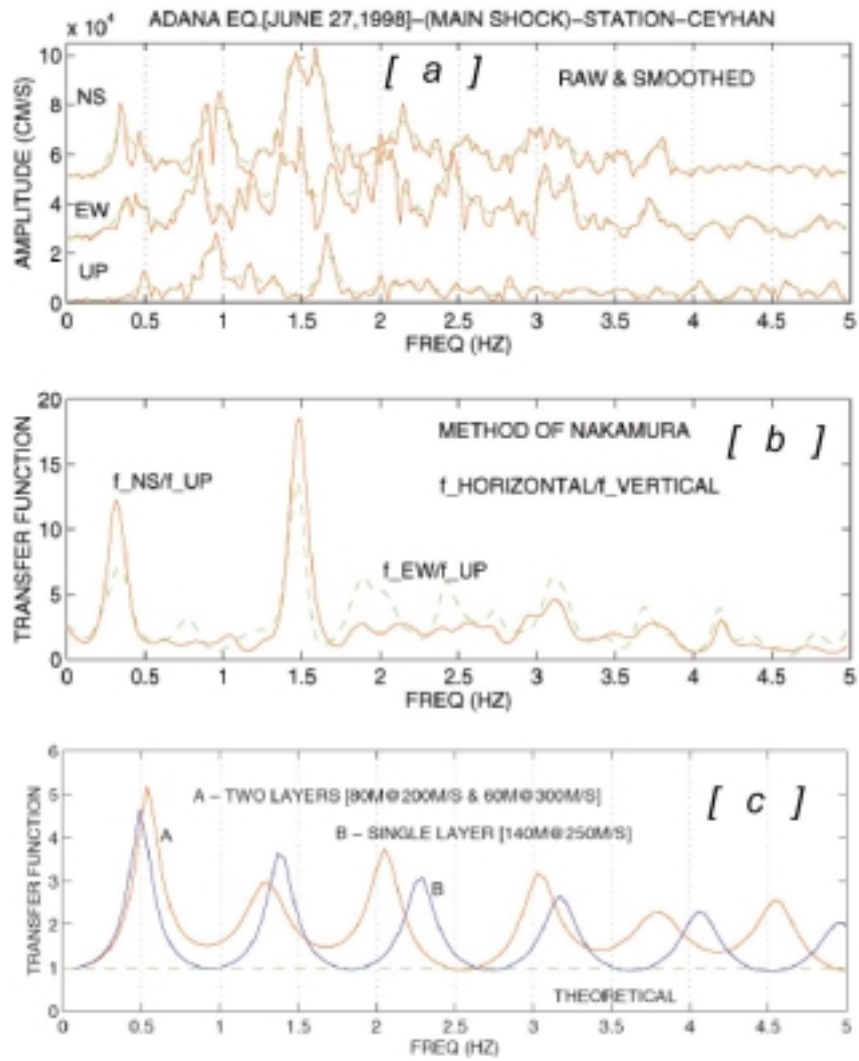 ADANA EQ.[JUNE 27,1998]-(MAIN SHOCK)-STATION-CEYHAN
x 10⁴
[ a ]
RAW & SMOOTHED
10
8
6
4
2
0
AMPLITUDE (CM/S)
NS
EW
UP
0 0.5 1 1.5 2 2.5 3 3.5 4 4.5 5
FREQ (HZ)
20
15
10
5
0
TRANSFER FUNCTION
METHOD OF NAKAMURA
[ b ]
f_NS/f_UP
f_HORIZONTAL/f_VERTICAL
f_EW/f_UP
0 0.5 1 1.5 2 2.5 3 3.5 4 4.5 5
FREQ (HZ)
6
5
4
3
2
1
0
TRANSFER FUNCTION
A - TWO LAYERS [80M@200M/S & 60M@300M/S]
[ c ]
B - SINGLE LAYER [140M@250M/S]
A
B
THEORETICAL
0 0.5 1 1.5 2 2.5 3 3.5 4 4.5 5
FREQ (HZ)